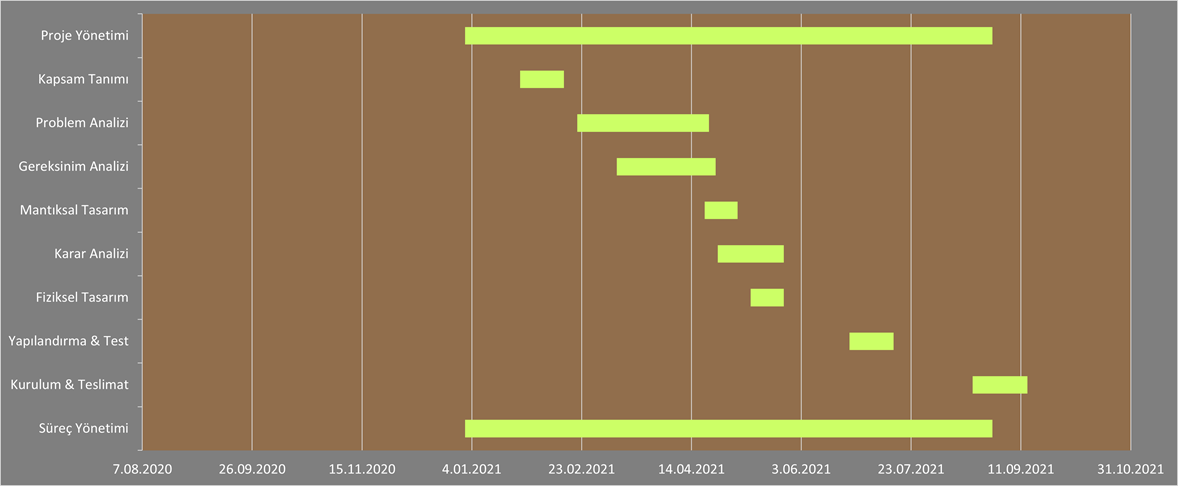 Proje Yönetimi
Kapsam Tanımı
Problem Analizi
Gereksinim Analizi
Mantıksal Tasarım
Karar Analizi
Fiziksel Tasarım
Yapılandırma & Test
Kurulum & Teslimat
Süreç Yönetimi
7.08.2020 26.09.2020 15.11.2020 4.01.2021 23.02.2021 14.04.2021 3.06.2021 23.07.2021 11.09.2021 31.10.2021